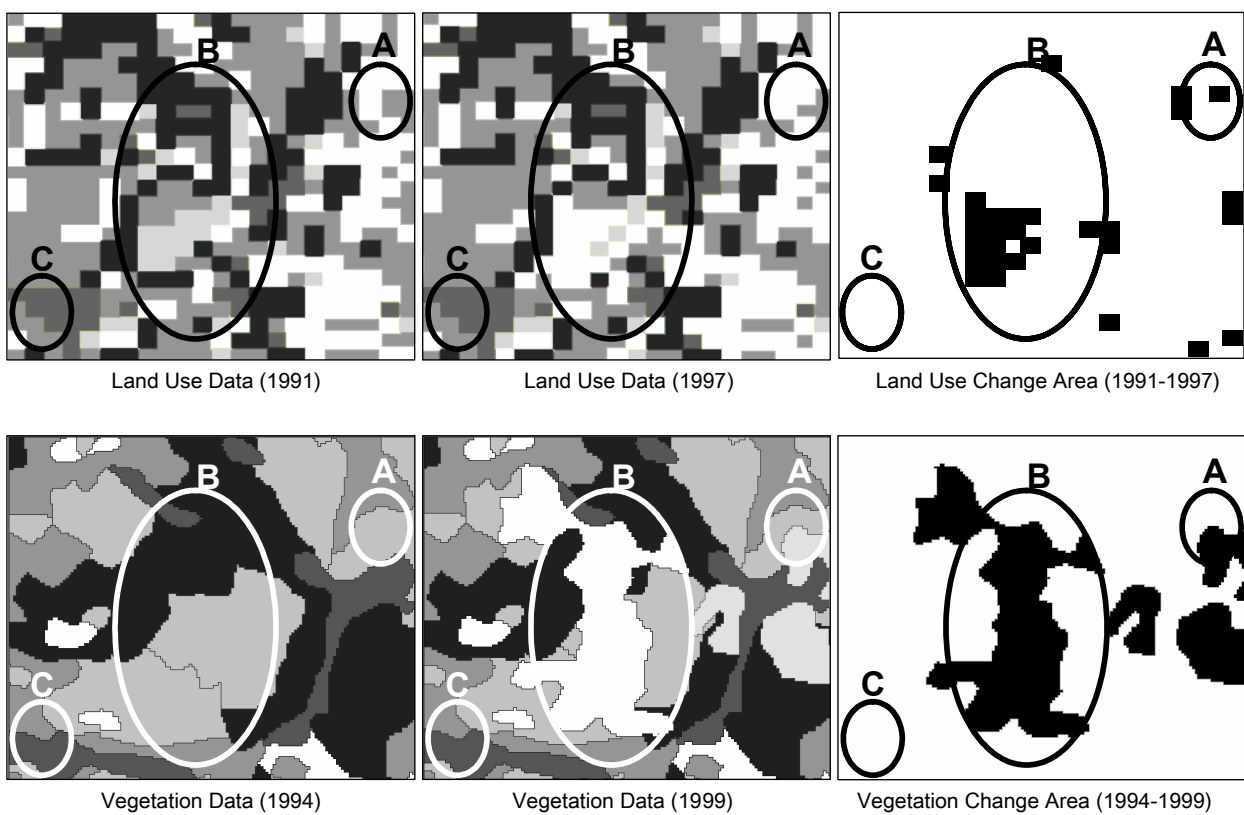 B A B A B A
C C C
Land Use Data (1991) Land Use Data (1997) Land Use Change Area (1991-1997)
B A B A B A
C C C
Vegetation Data (1994) Vegetation Data (1999) Vegetation Change Area (1994-1999)